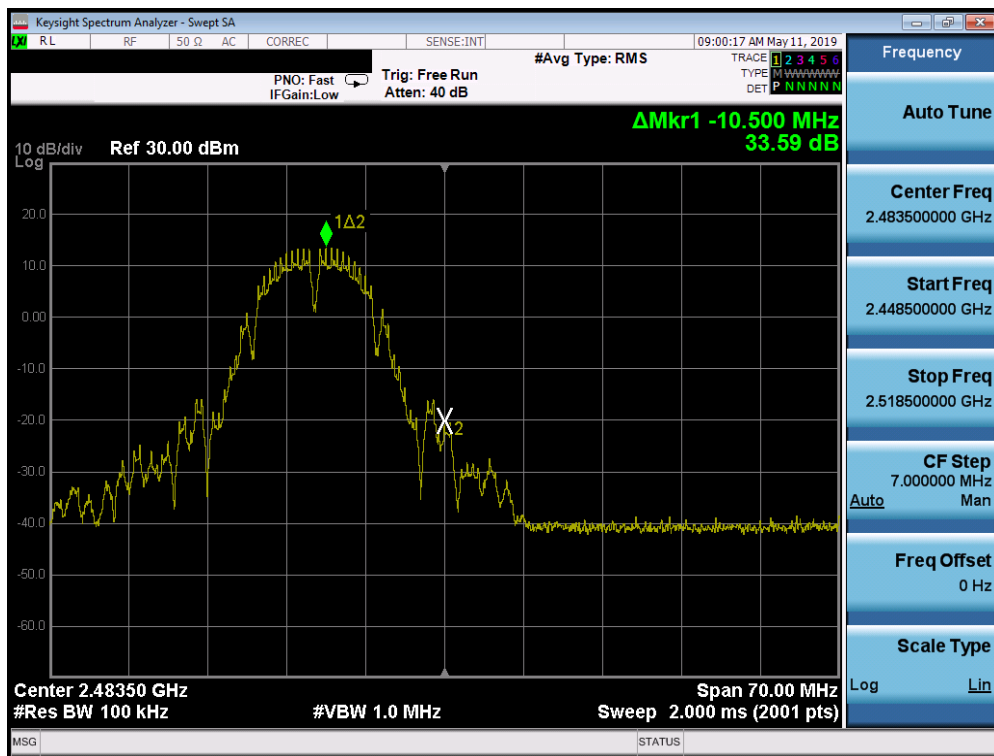 Keysight Spectrum Analyzer - Swept SA
LXI RL RF 50 Ω AC CORREC SENSE:INT 09:00:17 AM May 11, 2019
#Avg Type: RMS
TRACE 1 2 3 4 5 6
PNO: Fast Trig: Free Run
TYPE M W W W W W
IFGain:Low Atten: 40 dB
DET P N N N N N
ΔMkr1 -10.500 MHz
33.59 dB
10 dB/div Ref 30.00 dBm
Log
20.0
1Δ2
10.0
0.00
-10.0
-20.0
2
-30.0
-40.0
-50.0
-60.0
Center 2.48350 GHz Span 70.00 MHz
#Res BW 100 kHz #VBW 1.0 MHz Sweep 2.000 ms (2001 pts)
MSG STATUS
Frequency
Auto Tune
Center Freq
2.483500000 GHz
Start Freq
2.448500000 GHz
Stop Freq
2.518500000 GHz
CF Step
7.000000 MHz
Auto Man
Freq Offset
0 Hz
Scale Type
Log Lin